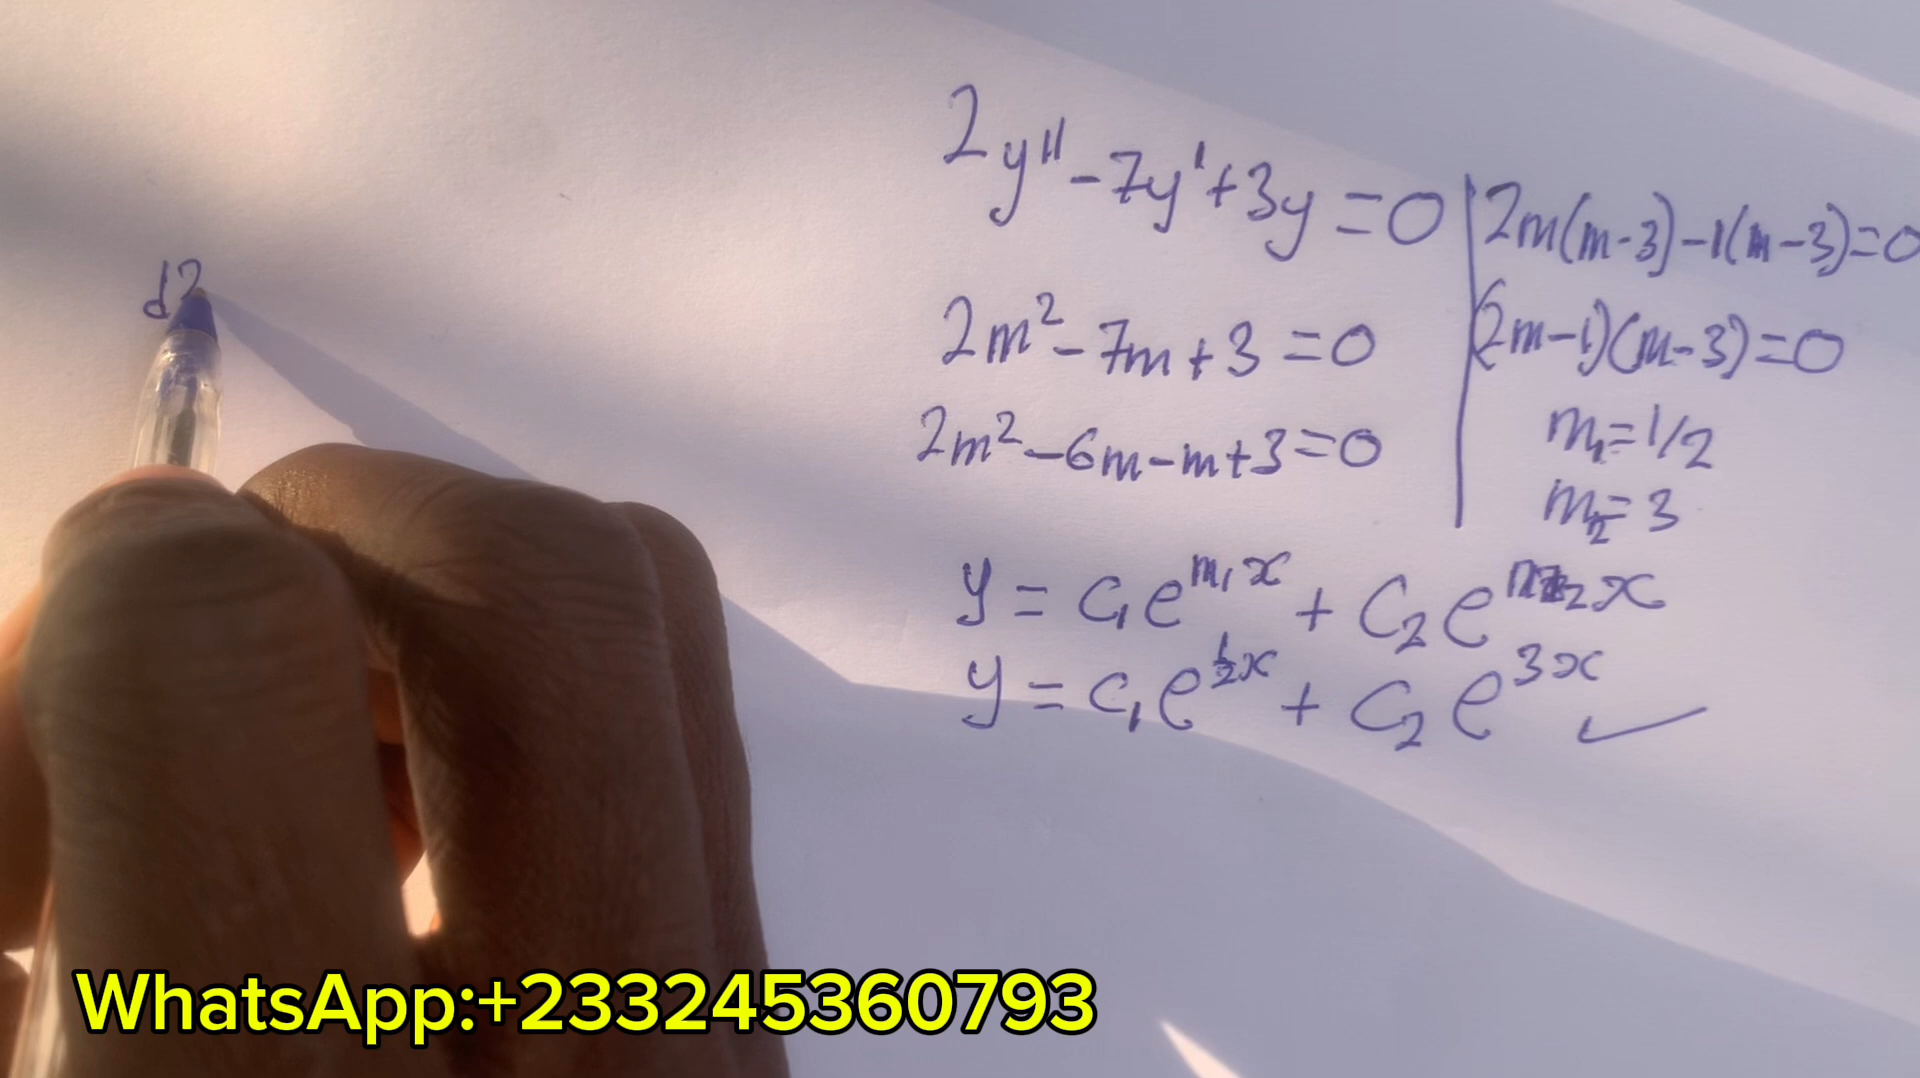 d2
2y" - 7y' + 3y = 0
2m² - 7m + 3 = 0
2m² - 6m - m + 3 = 0
2m(m-3) - 1(m-3) = 0
(2m-1)(m-3) = 0
m₁ = 1/2
m₂ = 3
y = c₁e^m₁x + c₂e^m₂x
y = c₁e^½x + c₂e^3x ✓
WhatsApp:+233245360793